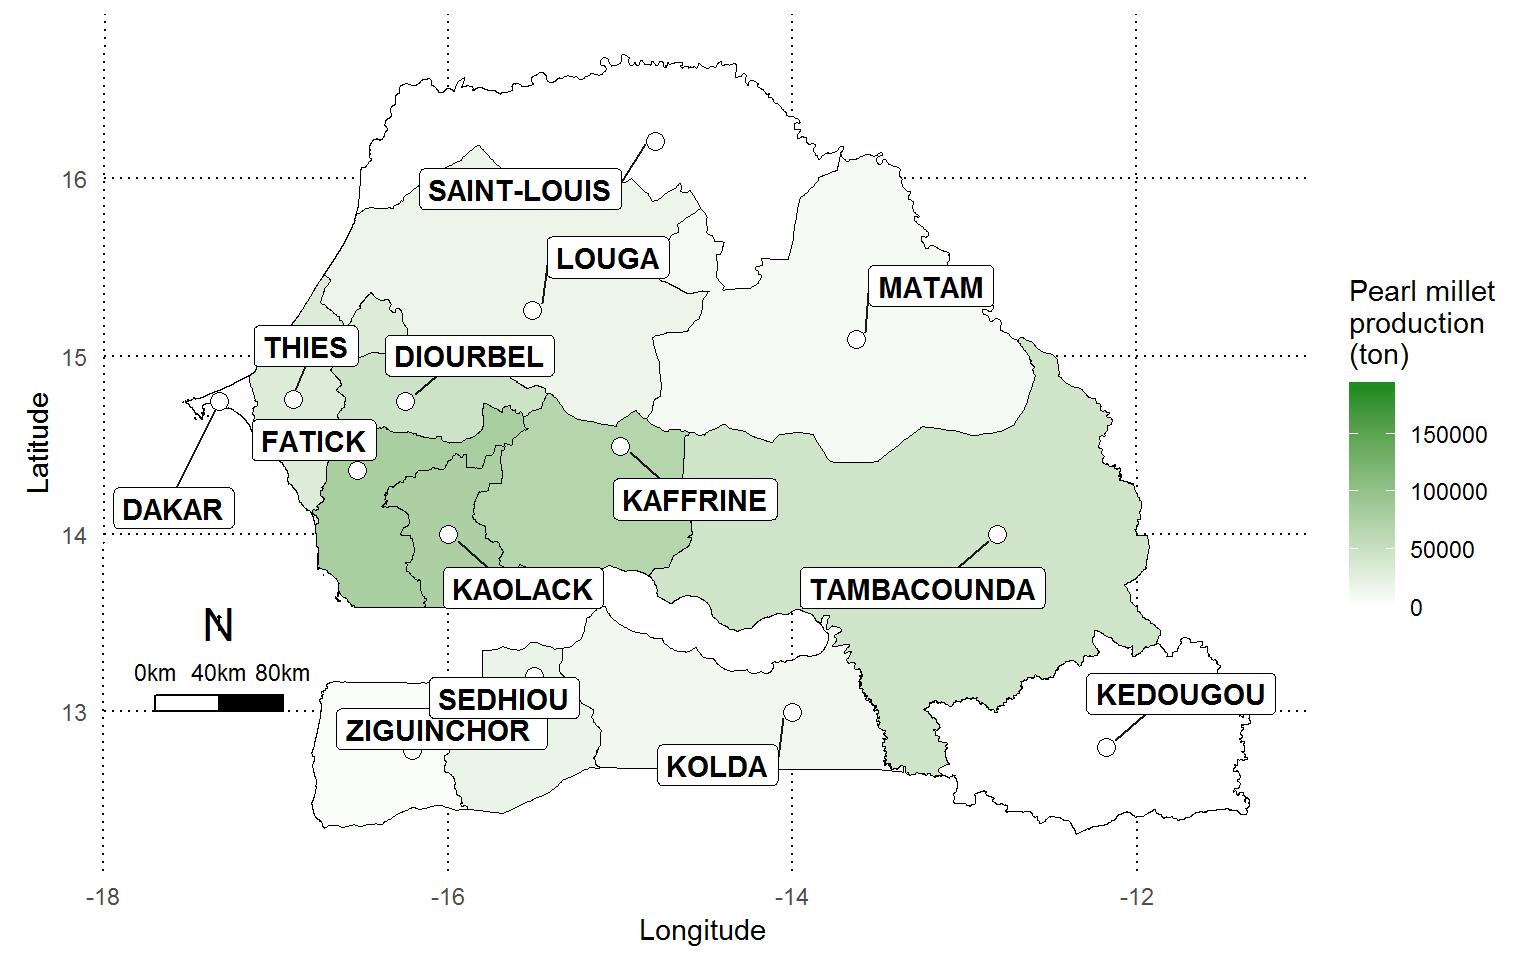 SAINT-LOUIS
LOUGA
MATAM
THIES
DIOURBEL
FATICK
DAKAR
KAFFRINE
KAOLACK
TAMBACOUNDA
SEDHIOU
ZIGUINCHOR
KOLDA
KEDOUGOU
N
0km 40km 80km
16
15
14
13
Latitude
-18 -16 -14 -12
Longitude
Pearl millet
production
(ton)
150000
100000
50000
0